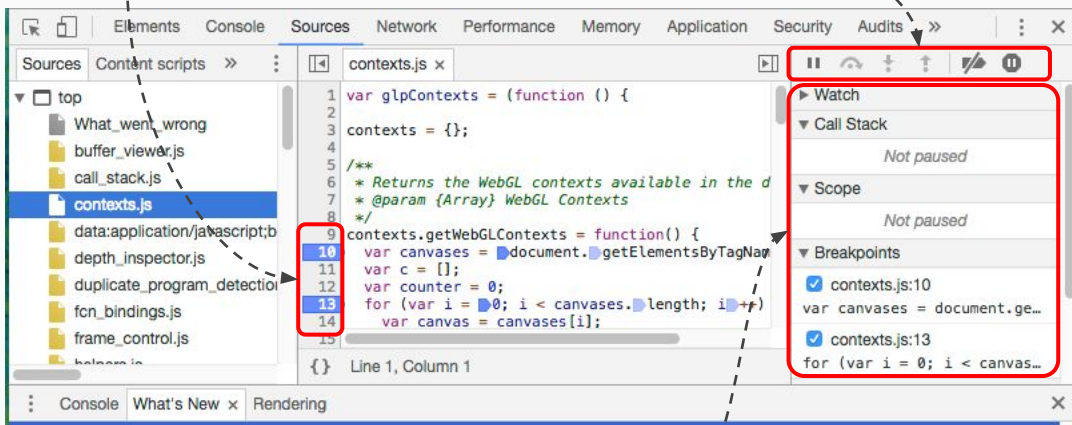 Elements Console Sources Network Performance Memory Application Security Audits »
Sources Content scripts »
top
What_went_wrong
buffer_viewer.js
call_stack.js
contexts.js
data:application/javascript;b
depth_inspector.js
duplicate_program_detection
fcn_bindings.js
frame_control.js
helpers.js
contexts.js ×
1 var glpContexts = (function () {
2
3 contexts = {};
4
5 /**
6 * Returns the WebGL contexts available in the d
7 * @param {Array} WebGL Contexts
8 */
9 contexts.getWebGLContexts = function() {
10 var canvases = document.getElementsByTagNam
11 var c = [];
12 var counter = 0;
13 for (var i = 0; i < canvases.length; i++)
14 var canvas = canvases[i];
15
{} Line 1, Column 1
Watch
Call Stack
Not paused
Scope
Not paused
Breakpoints
contexts.js:10
var canvases = document.ge…
contexts.js:13
for (var i = 0; i < canvas…
Console What's New × Rendering